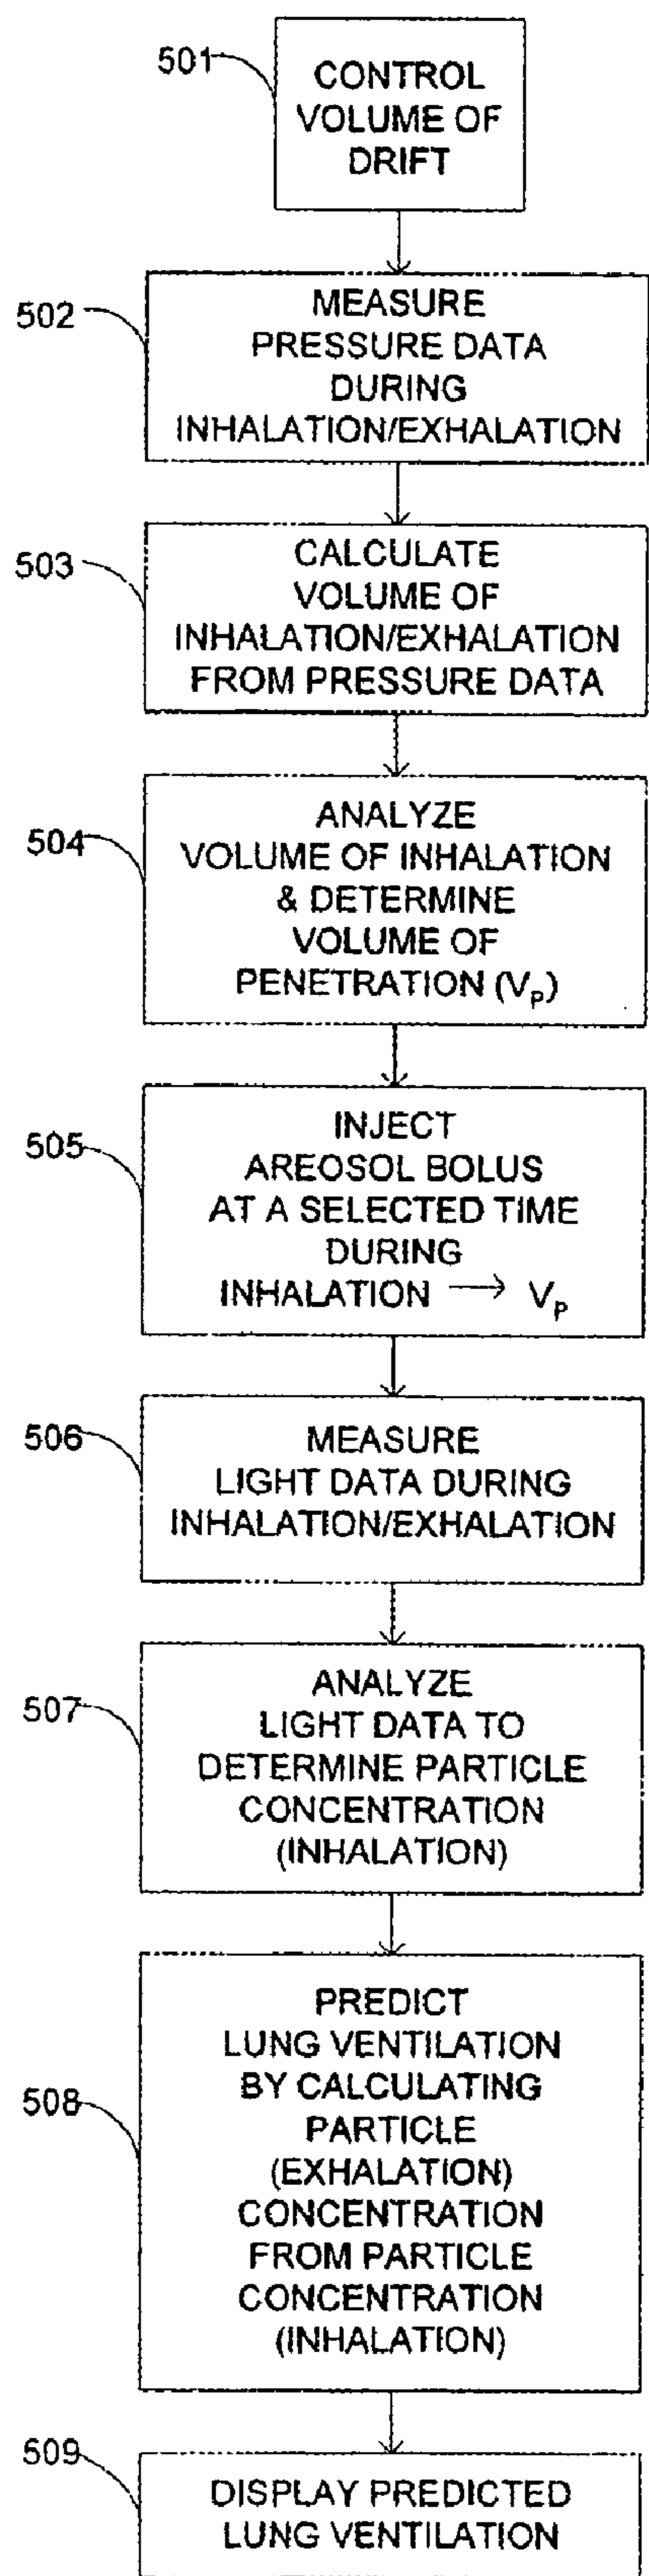 501
CONTROL
VOLUME OF
DRIFT
502
MEASURE
PRESSURE DATA
DURING
INHALATION/EXHALATION
503
CALCULATE
VOLUME OF
INHALATION/EXHALATION
FROM PRESSURE DATA
504
ANALYZE
VOLUME OF INHALATION
& DETERMINE
VOLUME OF
PENETRATION (Vp)
505
INJECT
AREOSOL BOLUS
AT A SELECTED TIME
DURING
INHALATION → Vp
506
MEASURE
LIGHT DATA DURING
INHALATION/EXHALATION
507
ANALYZE
LIGHT DATA TO
DETERMINE PARTICLE
CONCENTRATION
(INHALATION)
508
PREDICT
LUNG VENTILATION
BY CALCULATING
PARTICLE
(EXHALATION)
CONCENTRATION
FROM PARTICLE
CONCENTRATION
(INHALATION)
509
DISPLAY PREDICTED
LUNG VENTILATION